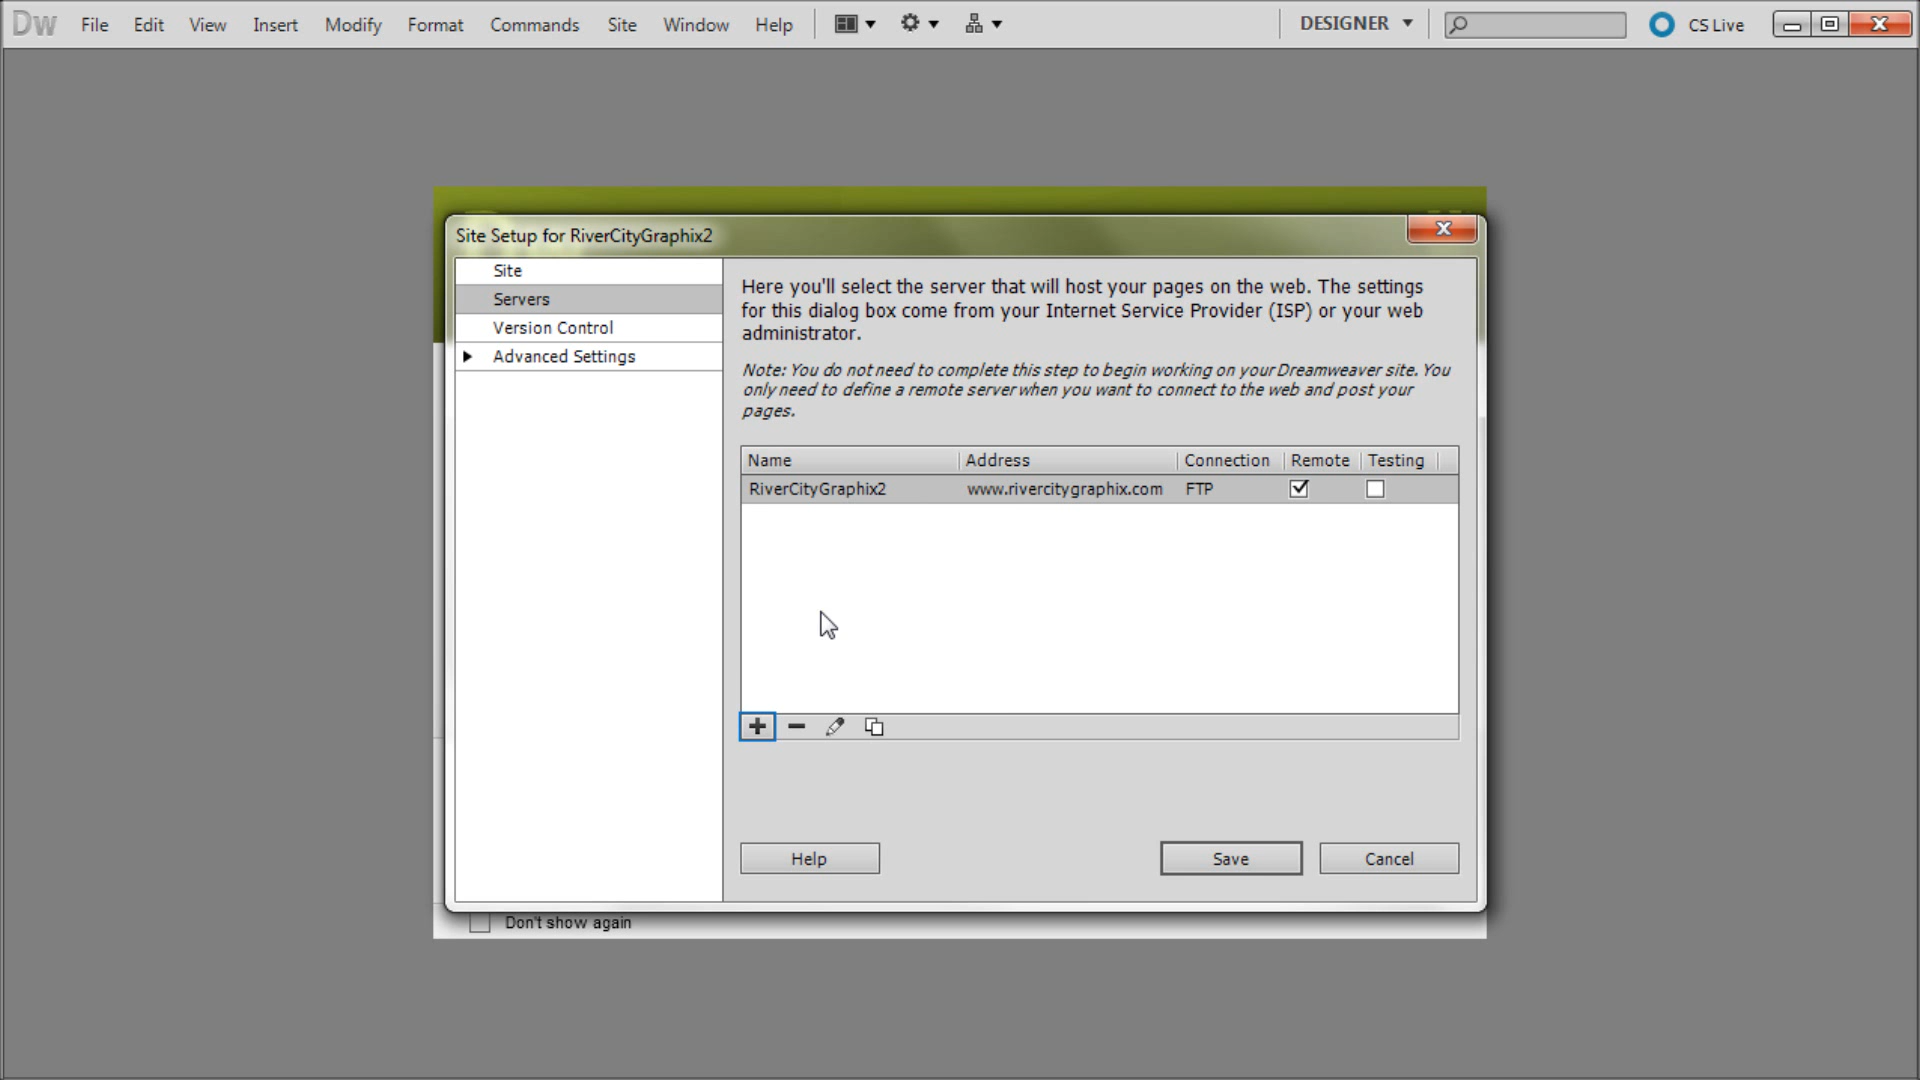 Dw File Edit View Insert Modify Format Commands Site Window Help DESIGNER CS Live
Site Setup for RiverCityGraphix2
Site
Servers
Version Control
Advanced Settings
Here you'll select the server that will host your pages on the web. The settings
for this dialog box come from your Internet Service Provider (ISP) or your web
administrator.
Note: You do not need to complete this step to begin working on your Dreamweaver site. You
only need to define a remote server when you want to connect to the web and post your
pages.
Name Address Connection Remote Testing
RiverCityGraphix2 www.rivercitygraphix.com FTP
Help Save Cancel
Don't show again